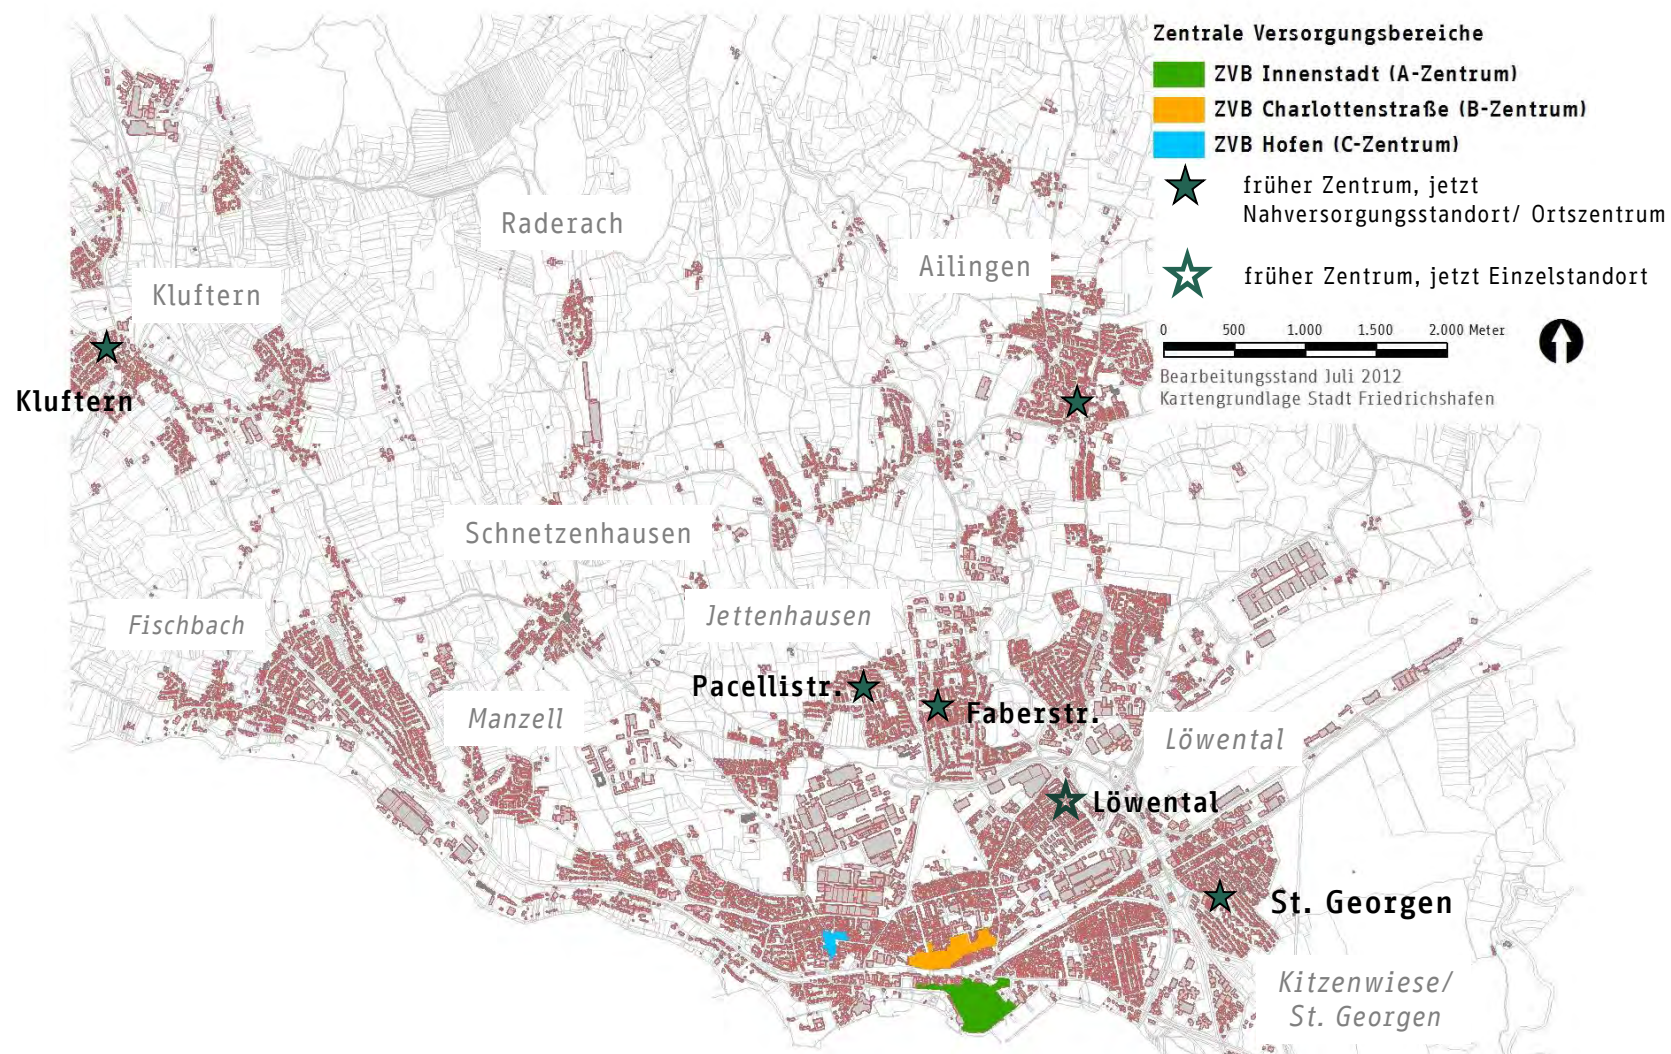 Zentrale Versorgungsbereiche
ZVB Innenstadt (A-Zentrum)
ZVB Charlottenstraße (B-Zentrum)
ZVB Hofen (C-Zentrum)
früher Zentrum, jetzt
Nahversorgungsstandort/ Ortszentrum
früher Zentrum, jetzt Einzelstandort
0 500 1.000 1.500 2.000 Meter
Bearbeitungsstand Juli 2012
Kartengrundlage Stadt Friedrichshafen
Raderach
Ailingen
Kluftern
Kluftern
Schnetzenhausen
Fischbach
Jettenhausen
Pacellistr.
Manzell
Faberstr.
Löwental
Löwental
St. Georgen
Kitzenwiese/
St. Georgen